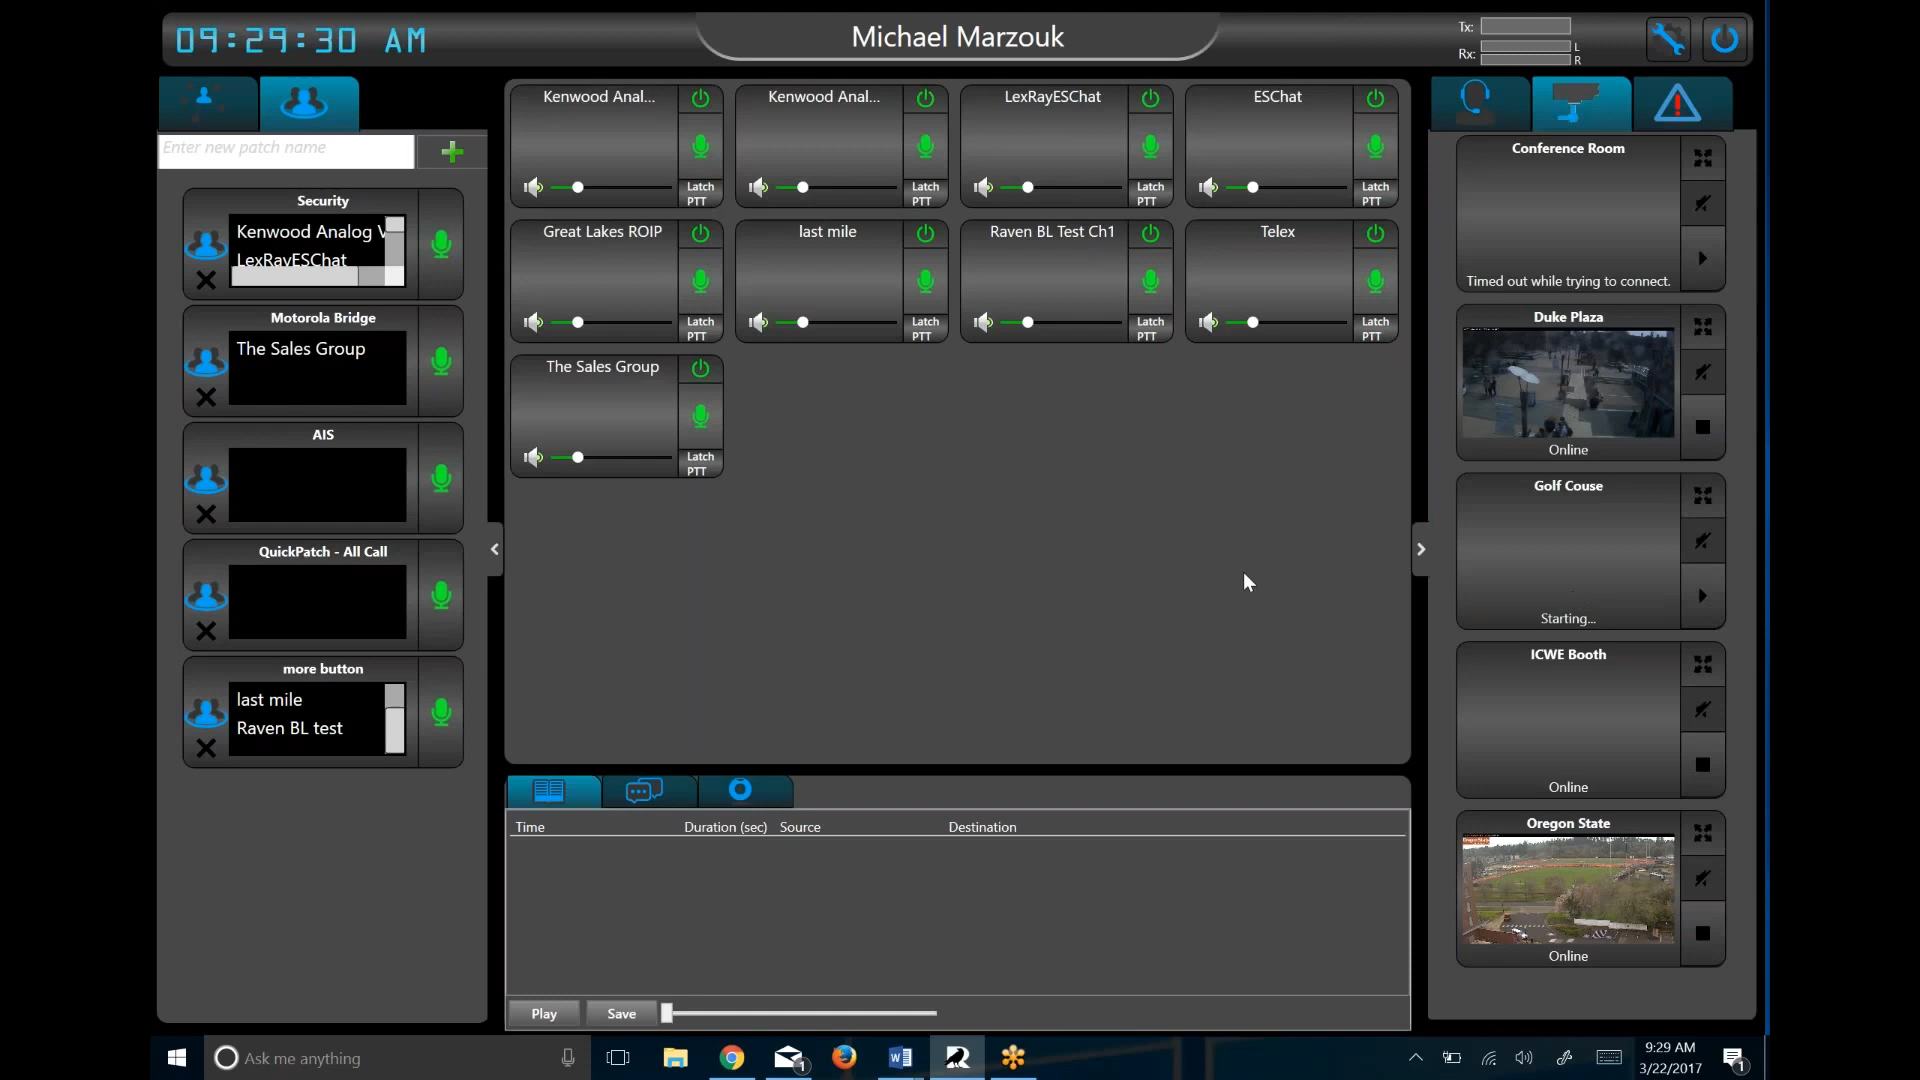 09:29:30 AM
Michael Marzouk
Tx:
Rx:
L
R
Enter new patch name
Security
Kenwood Analog V
LexRayESChat
Motorola Bridge
The Sales Group
AIS
QuickPatch - All Call
more button
last mile
Raven BL test
Kenwood Anal...
Latch
PTT
Kenwood Anal...
Latch
PTT
LexRayESChat
Latch
PTT
ESChat
Latch
PTT
Great Lakes ROIP
Latch
PTT
last mile
Latch
PTT
Raven BL Test Ch1
Latch
PTT
Telex
Latch
PTT
The Sales Group
Latch
PTT
Time Duration (sec) Source Destination
Play Save
Conference Room
Timed out while trying to connect.
Duke Plaza
Online
Golf Couse
Starting...
ICWE Booth
Online
Oregon State
Online
Ask me anything
1
9:29 AM
3/22/2017
1